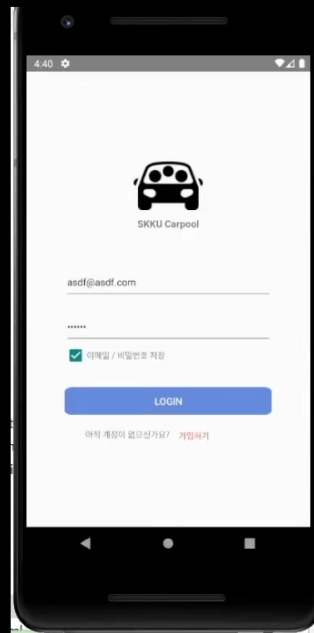 4:40
SKKU Carpool
asdf@asdf.com
••••••
이메일 / 비밀번호 저장
LOGIN
아직 계정이 없으신가요? 가입하기